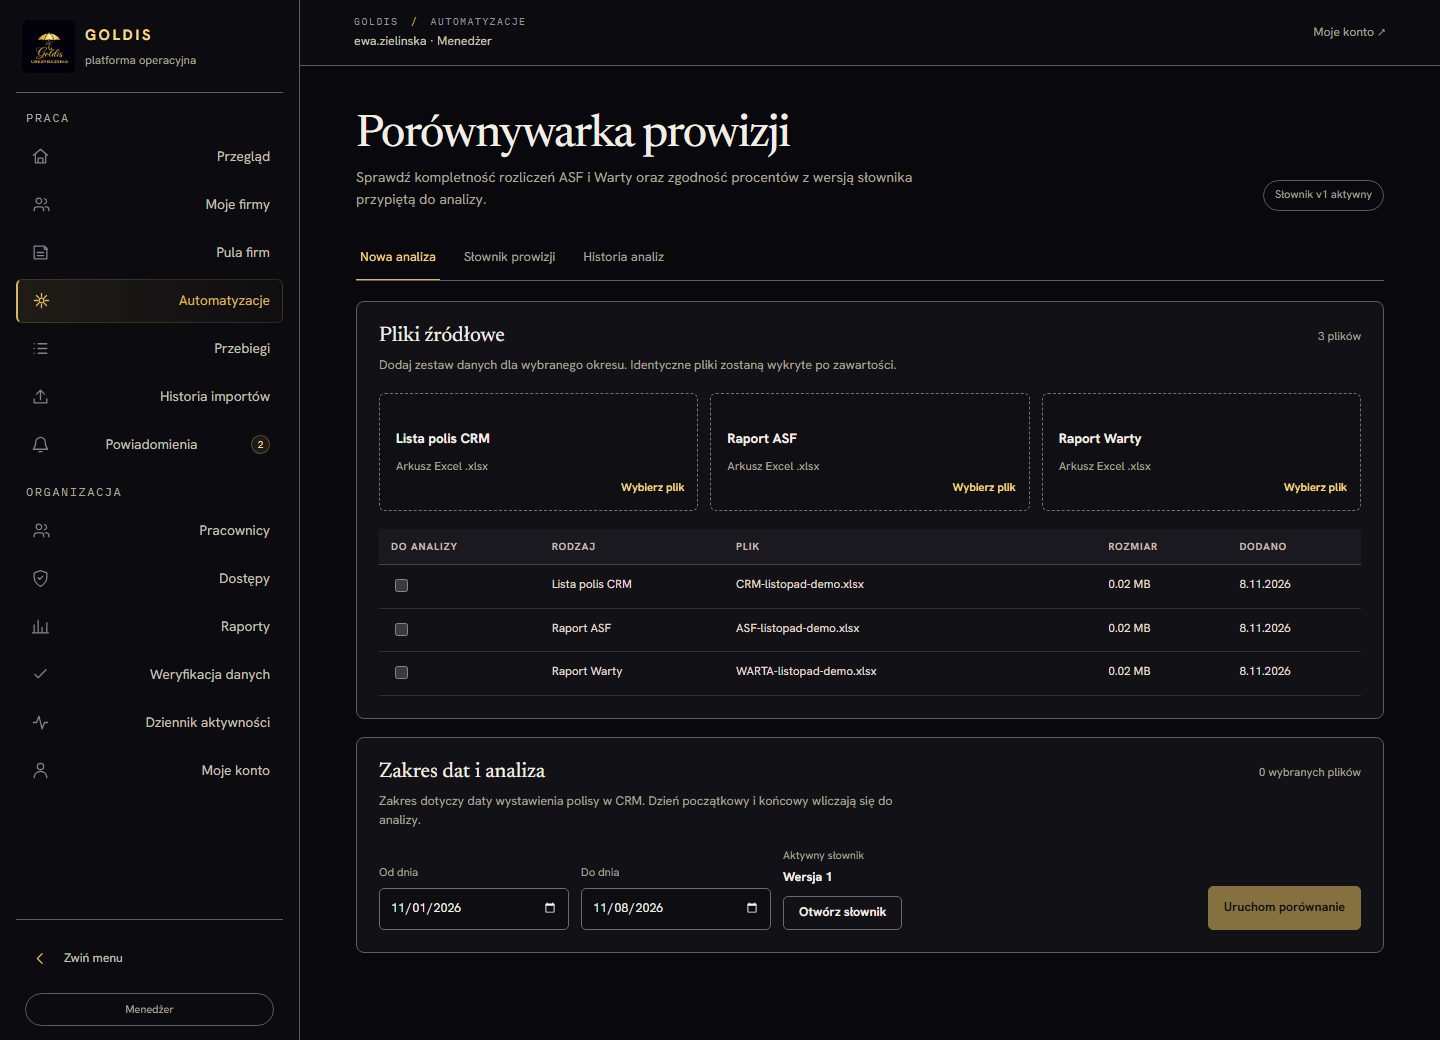 Goldis
UBEZPIECZENIA
GOLDIS
platforma operacyjna
PRACA
Przegląd
Moje firmy
Pula firm
Automatyzacje
Przebiegi
Historia importów
Powiadomienia 2
ORGANIZACJA
Pracownicy
Dostępy
Raporty
Weryfikacja danych
Dziennik aktywności
Moje konto
Zwiń menu
Menedżer
GOLDIS / AUTOMATYZACJE
ewa.zielinska · Menedżer
Moje konto ↗
Porównywarka prowizji
Sprawdź kompletność rozliczeń ASF i Warty oraz zgodność procentów z wersją słownika
przypiętą do analizy.
Słownik v1 aktywny
Nowa analiza Słownik prowizji Historia analiz
Pliki źródłowe
3 plików
Dodaj zestaw danych dla wybranego okresu. Identyczne pliki zostaną wykryte po zawartości.
Lista polis CRM
Arkusz Excel .xlsx
Wybierz plik
Raport ASF
Arkusz Excel .xlsx
Wybierz plik
Raport Warty
Arkusz Excel .xlsx
Wybierz plik
DO ANALIZY RODZAJ PLIK ROZMIAR DODANO
Lista polis CRM CRM-listopad-demo.xlsx 0.02 MB 8.11.2026
Raport ASF ASF-listopad-demo.xlsx 0.02 MB 8.11.2026
Raport Warty WARTA-listopad-demo.xlsx 0.02 MB 8.11.2026
Zakres dat i analiza
0 wybranych plików
Zakres dotyczy daty wystawienia polisy w CRM. Dzień początkowy i końcowy wliczają się do
analizy.
Od dnia
11/01/2026
Do dnia
11/08/2026
Aktywny słownik
Wersja 1
Otwórz słownik
Uruchom porównanie